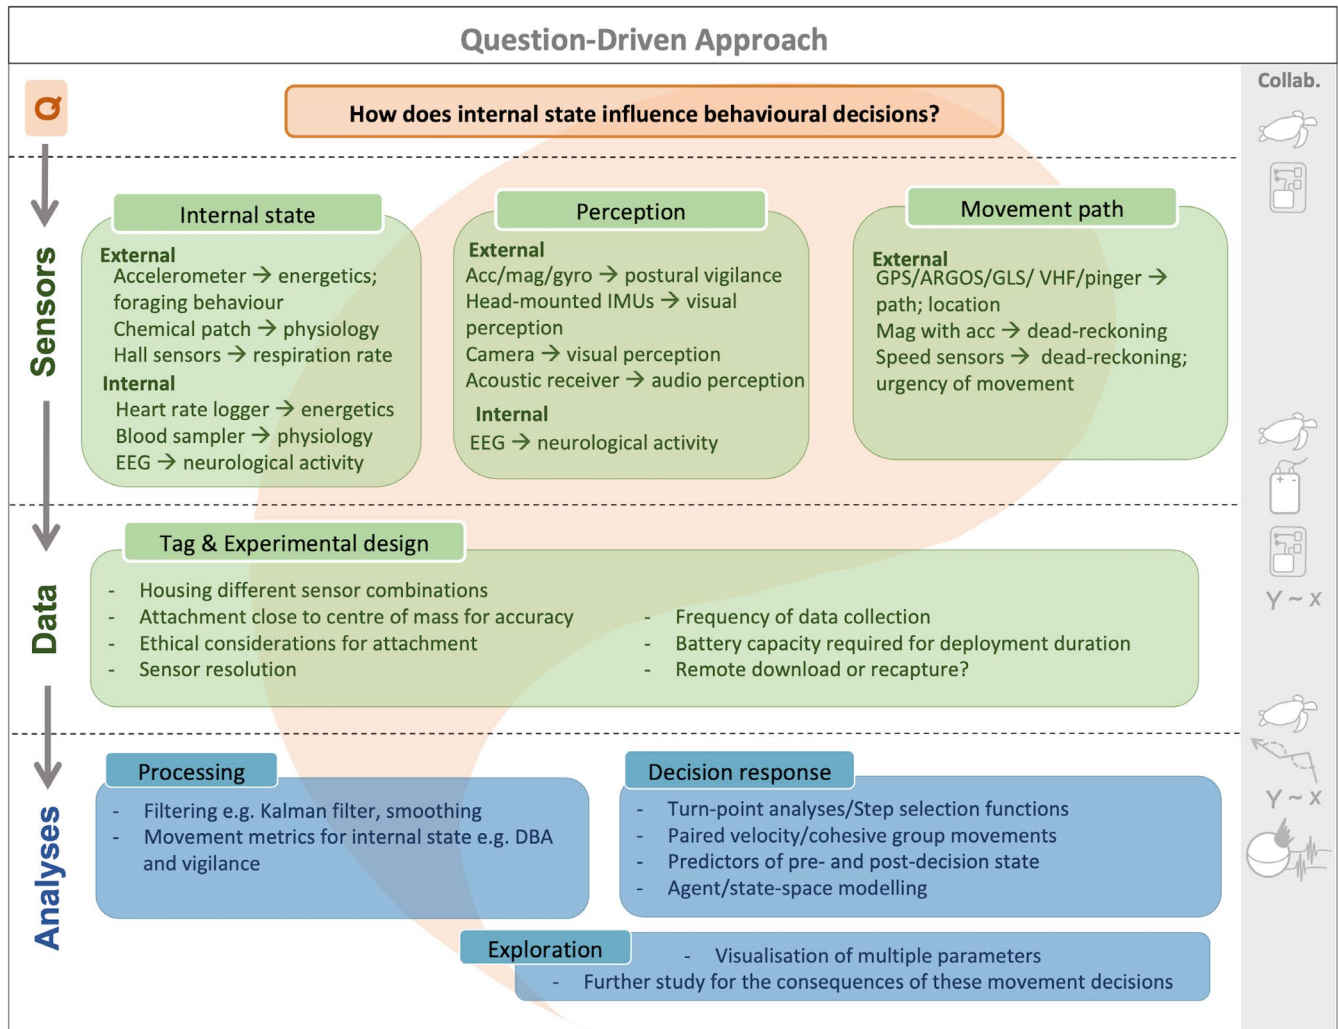 Question-Driven Approach
Collab.
Q
How does internal state influence behavioural decisions?
Sensors
Internal state
External
Accelerometer → energetics;
foraging behaviour
Chemical patch → physiology
Hall sensors → respiration rate
Internal
Heart rate logger → energetics
Blood sampler → physiology
EEG → neurological activity
Perception
External
Acc/mag/gyro → postural vigilance
Head-mounted IMUs → visual
perception
Camera → visual perception
Acoustic receiver → audio perception
Internal
EEG → neurological activity
Movement path
External
GPS/ARGOS/GLS/ VHF/pinger →
path; location
Mag with acc → dead-reckoning
Speed sensors → dead-reckoning;
urgency of movement
Data
Tag & Experimental design
- Housing different sensor combinations
- Attachment close to centre of mass for accuracy
- Ethical considerations for attachment
- Sensor resolution
- Frequency of data collection
- Battery capacity required for deployment duration
- Remote download or recapture?
Y ~ X
Analyses
Processing
- Filtering e.g. Kalman filter, smoothing
- Movement metrics for internal state e.g. DBA
and vigilance
Decision response
- Turn-point analyses/Step selection functions
- Paired velocity/cohesive group movements
- Predictors of pre- and post-decision state
- Agent/state-space modelling
Y ~ X
Exploration
- Visualisation of multiple parameters
- Further study for the consequences of these movement decisions